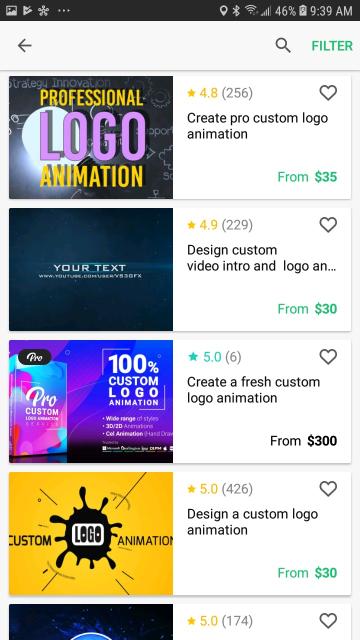 46% 9:39 AM
FILTER
Strategy Innovation
PROFESSIONAL
LOGO
ANIMATION
4.8 (256)
Create pro custom logo
animation
From $35
YOUR TEXT
WWW.YOUTUBE.COM/USER/VS3DFX
4.9 (229)
Design custom
video intro and logo an...
From $30
Pro
Pro
CUSTOM
LOGO ANIMATION
SERVICE
100%
CUSTOM
LOGO
ANIMATION
• Wide range of styles
• 3D/2D Animations
• Cel Animation (Hand Draw
5.0 (6)
Create a fresh custom
logo animation
From $300
CUSTOM LOGO ANIMATION
5.0 (426)
Design a custom logo
animation
From $30
5.0 (174)